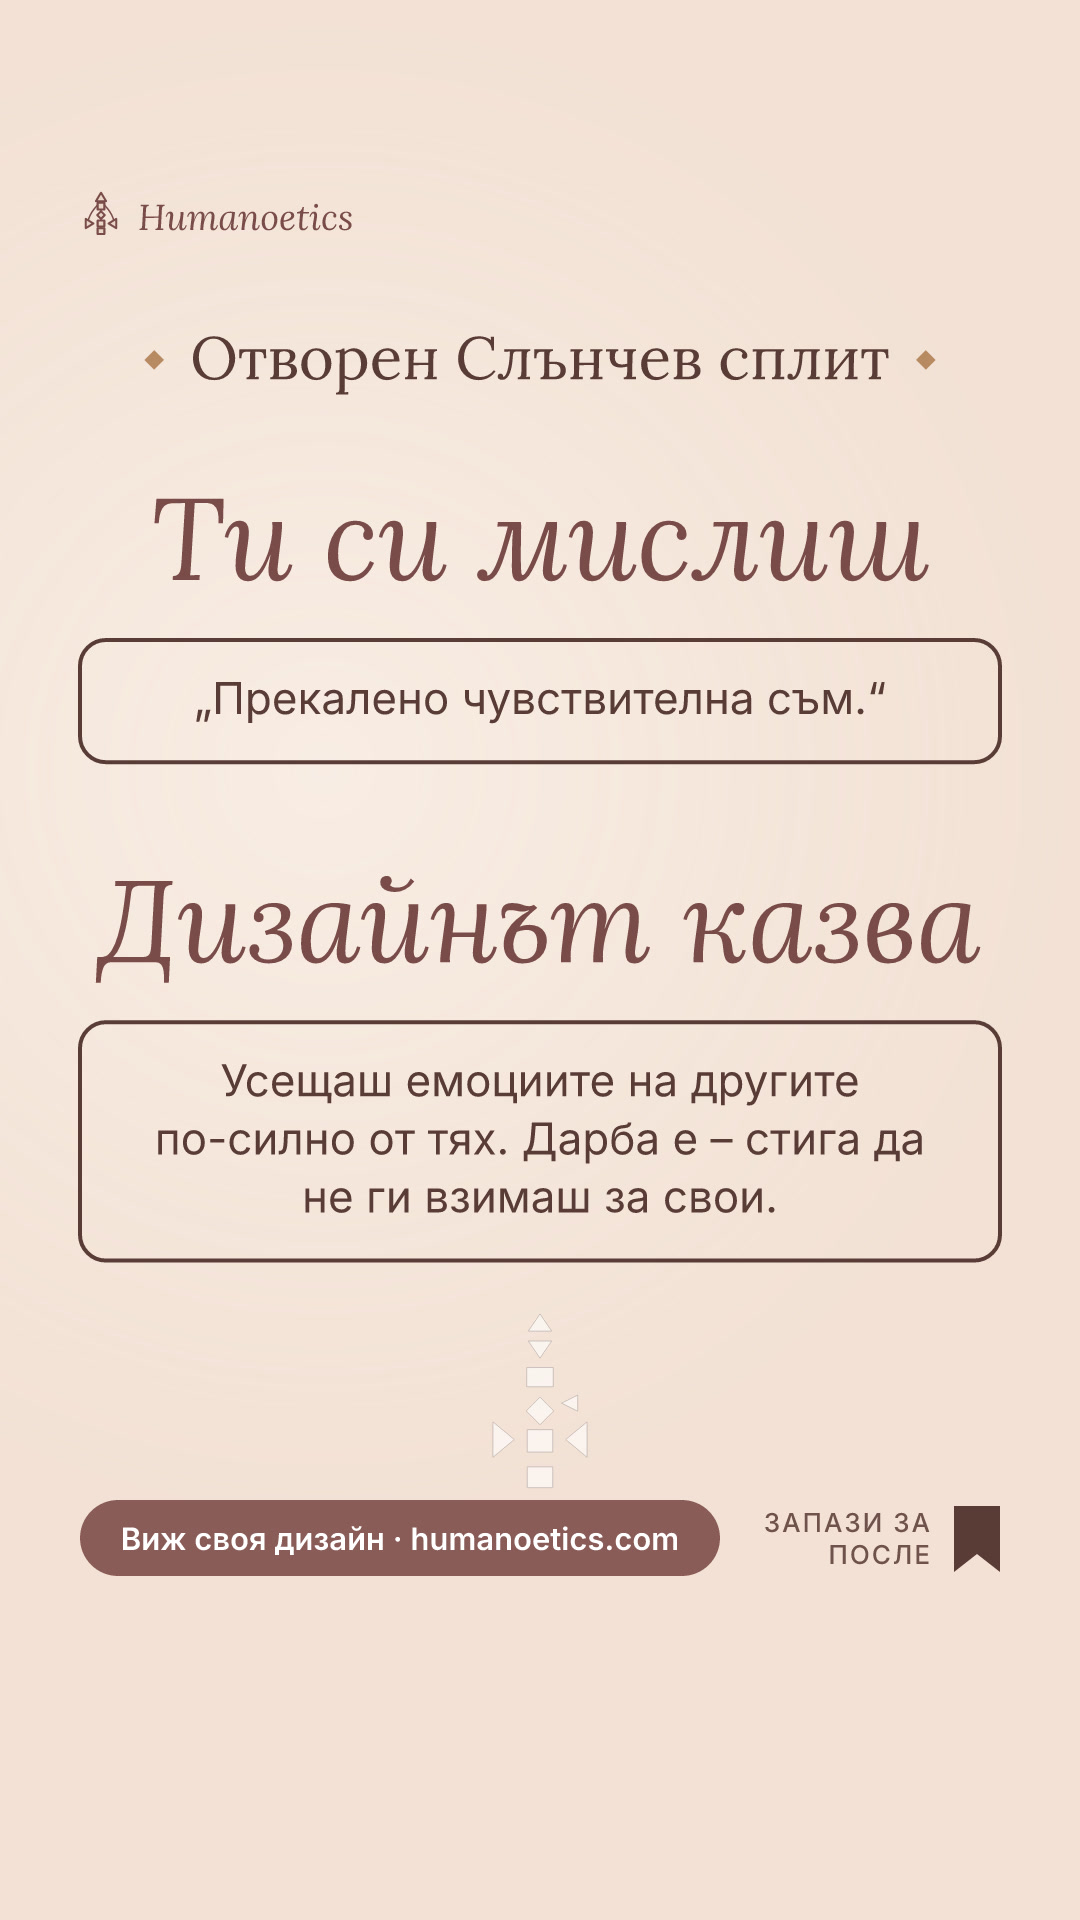 Humanoetics
Отворен Слънчев сплит
Ти си мислиш
„Прекалено чувствителна съм.“
Дизайнът казва
Усещаш емоциите на другите
по-силно от тях. Дарба е – стига да
не ги взимаш за свои.
Виж своя дизайн · humanoetics.com
ЗАПАЗИ ЗА
ПОСЛЕ